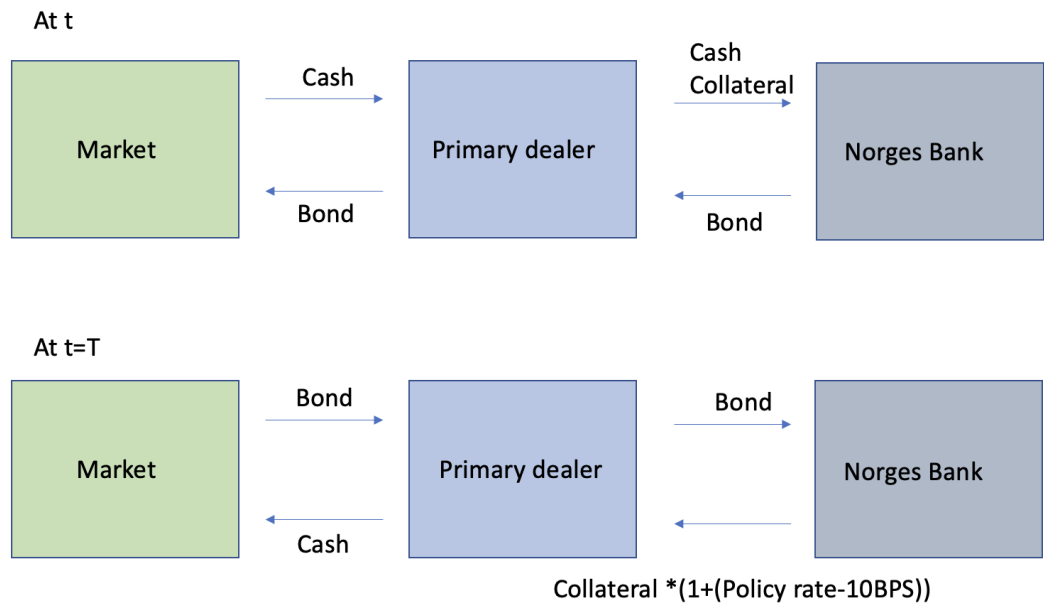 At t
Cash
Cash
Collateral
Market
Primary dealer
Norges Bank
Bond
Bond
At t=T
Bond
Bond
Market
Primary dealer
Norges Bank
Cash
Collateral *(1+(Policy rate-10BPS))